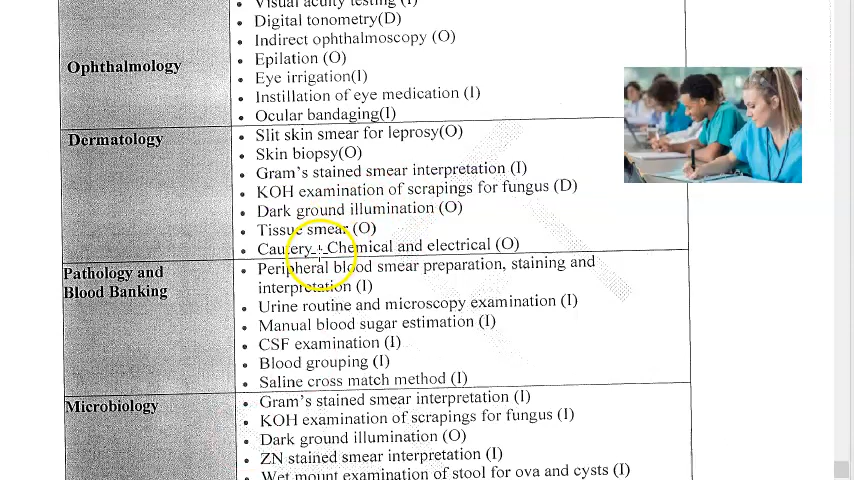 Visual acuity testing (I)
Digital tonometry(D)
Indirect ophthalmoscopy (O)
Epilation (O)
Ophthalmology
Eye irrigation(I)
Instillation of eye medication (I)
Ocular bandaging(I)
Dermatology
Slit skin smear for leprosy(O)
Skin biopsy(O)
Gram's stained smear interpretation (I)
KOH examination of scrapings for fungus (D)
Dark ground illumination (O)
Tissue smear (O)
Cautery - Chemical and electrical (O)
Pathology and
Blood Banking
Peripheral blood smear preparation, staining and
interpretation (I)
Urine routine and microscopy examination (I)
Manual blood sugar estimation (I)
CSF examination (I)
Blood grouping (I)
Saline cross match method (I)
Microbiology
Gram's stained smear interpretation (I)
KOH examination of scrapings for fungus (I)
Dark ground illumination (O)
ZN stained smear interpretation (I)
Wet mount examination of stool for ova and cysts (I)